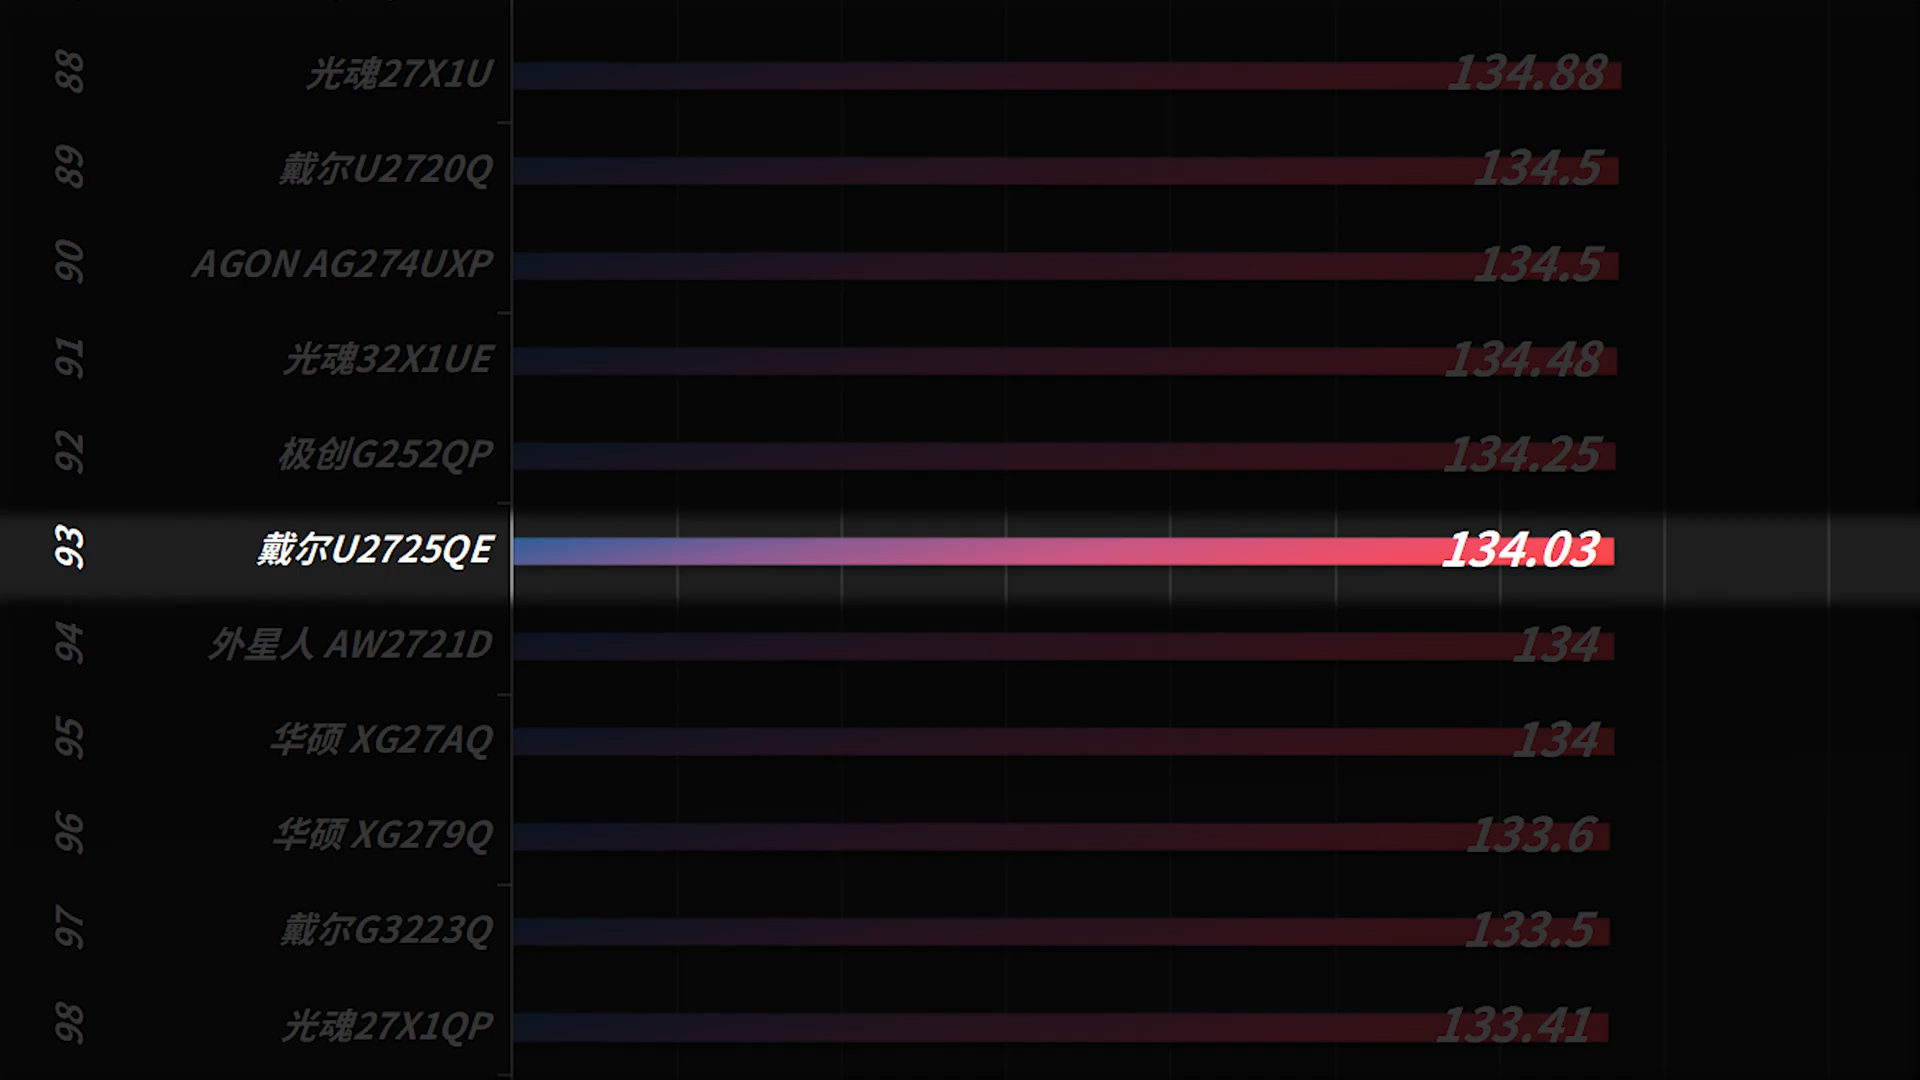 88 光魂27X1U 134.88
89 戴尔U2720Q 134.5
90 AGON AG274UXP 134.5
91 光魂32X1UE 134.48
92 极创G252QP 134.25
93 戴尔U2725QE 134.03
94 外星人 AW2721D 134
95 华硕 XG27AQ 134
96 华硕 XG279Q 133.6
97 戴尔G3223Q 133.5
98 光魂27X1QP 133.41